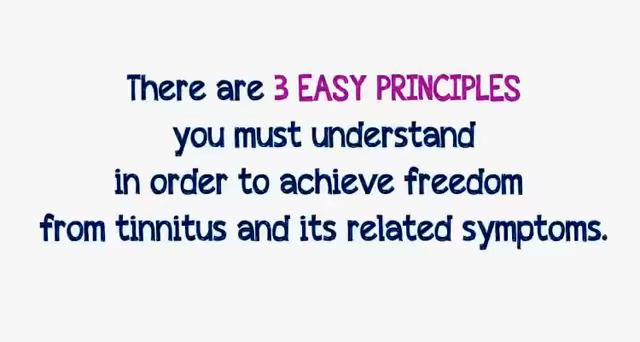 There are 3 EASY PRINCIPLES
you must understand
in order to achieve freedom
from tinnitus and its related symptoms.